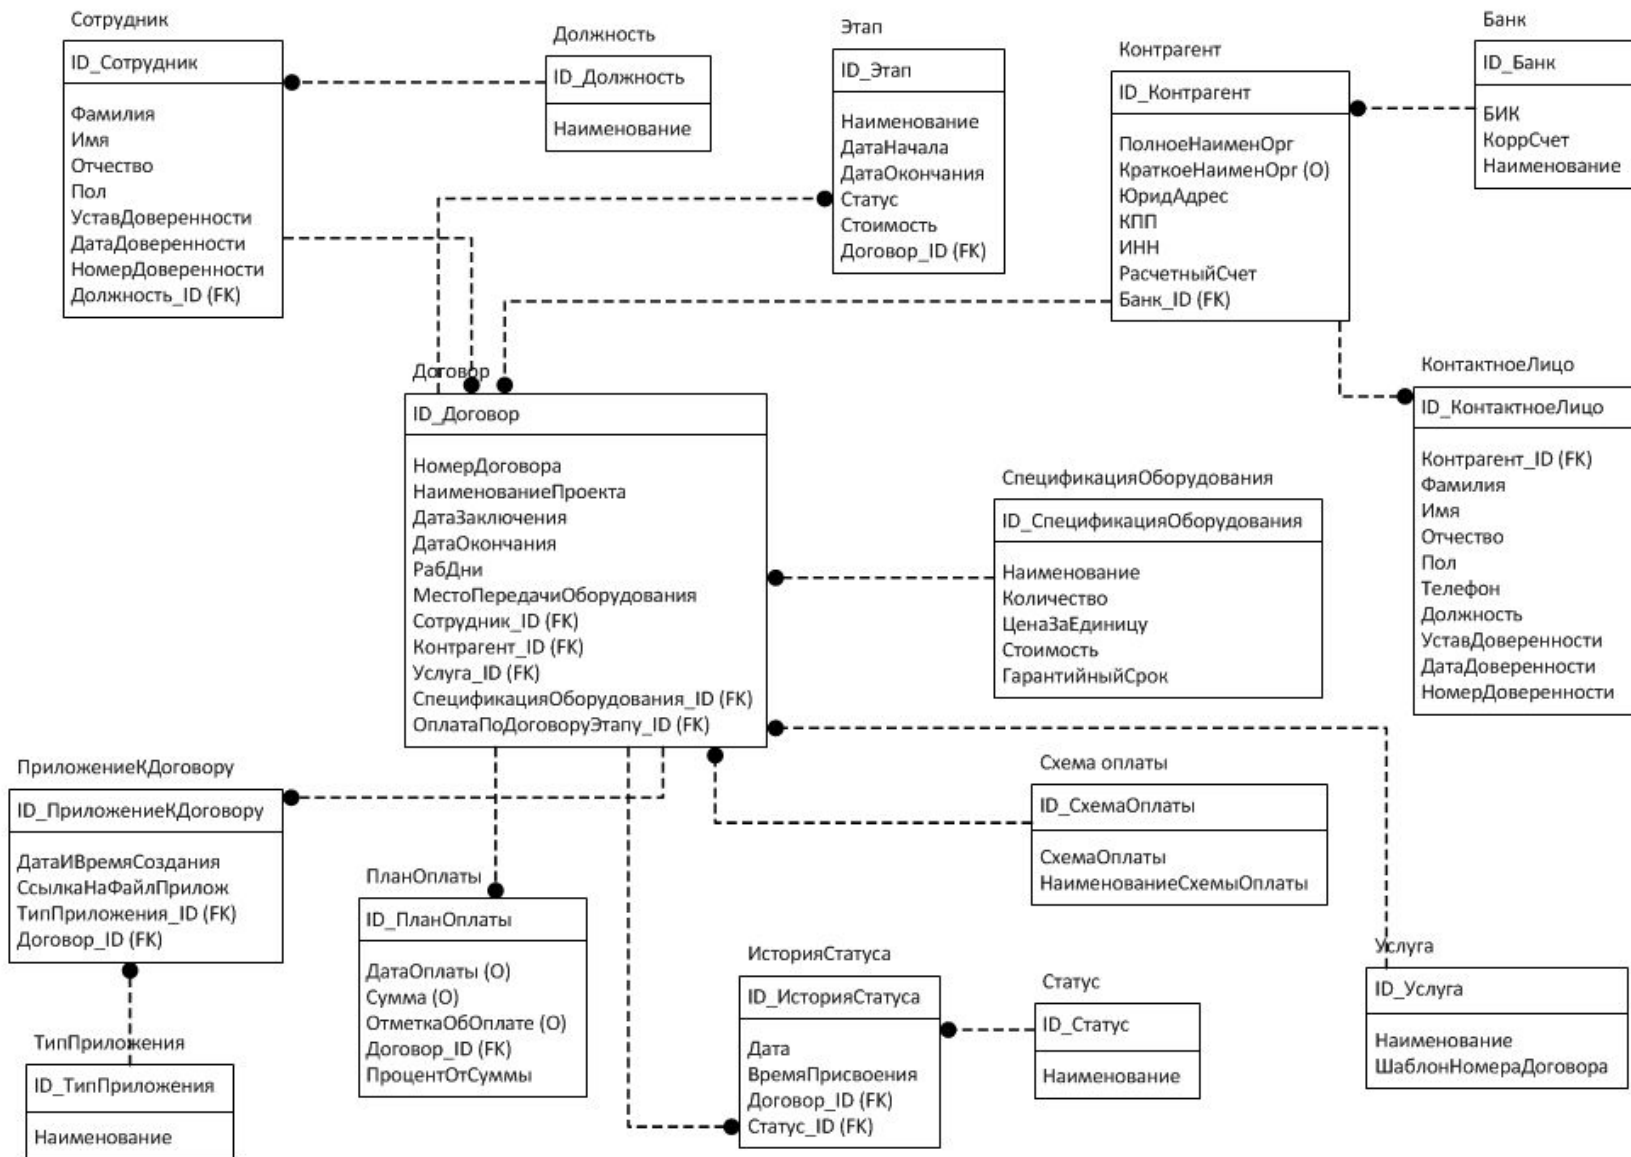 Сотрудник
ID_Сотрудник
Фамилия
Имя
Отчество
Пол
УставДоверенности
ДатаДоверенности
НомерДоверенности
Должность_ID (FK)
Должность
ID_Должность
Наименование
Этап
ID_Этап
Наименование
ДатаНачала
ДатаОкончания
Статус
Стоимость
Договор_ID (FK)
Контрагент
ID_Контрагент
ПолноеНаименОрг
КраткоеНаименОрг (О)
ЮридАдрес
КПП
ИНН
РасчетныйСчет
Банк_ID (FK)
Банк
ID_Банк
БИК
КоррСчет
Наименование
Договор
ID_Договор
НомерДоговора
НаименованиеПроекта
ДатаЗаключения
ДатаОкончания
РабДни
МестоПередачиОборудования
Сотрудник_ID (FK)
Контрагент_ID (FK)
Услуга_ID (FK)
СпецификацияОборудования_ID (FK)
ОплатаПоДоговоруЭтапу_ID (FK)
СпецификацияОборудования
ID_СпецификацияОборудования
Наименование
Количество
ЦенаЗаЕдиницу
Стоимость
ГарантийныйСрок
КонтактноеЛицо
ID_КонтактноеЛицо
Контрагент_ID (FK)
Фамилия
Имя
Отчество
Пол
Телефон
Должность
УставДоверенности
ДатаДоверенности
НомерДоверенности
ПриложениеКДоговору
ID_ПриложениеКДоговору
ДатаИВремяСоздания
СсылкаНаФайлПрилож
ТипПриложения_ID (FK)
Договор_ID (FK)
ТипПриложения
ID_ТипПриложения
Наименование
ПланОплаты
ID_ПланОплаты
ДатаОплаты (О)
Сумма (О)
ОтметкаОбОплате (О)
Договор_ID (FK)
ПроцентОтСуммы
Схема оплаты
ID_СхемаОплаты
СхемаОплаты
НаименованиеСхемыОплаты
ИсторияСтатуса
ID_ИсторияСтатуса
Дата
ВремяПрисвоения
Договор_ID (FK)
Статус_ID (FK)
Статус
ID_Статус
Наименование
Услуга
ID_Услуга
Наименование
ШаблонНомераДоговора